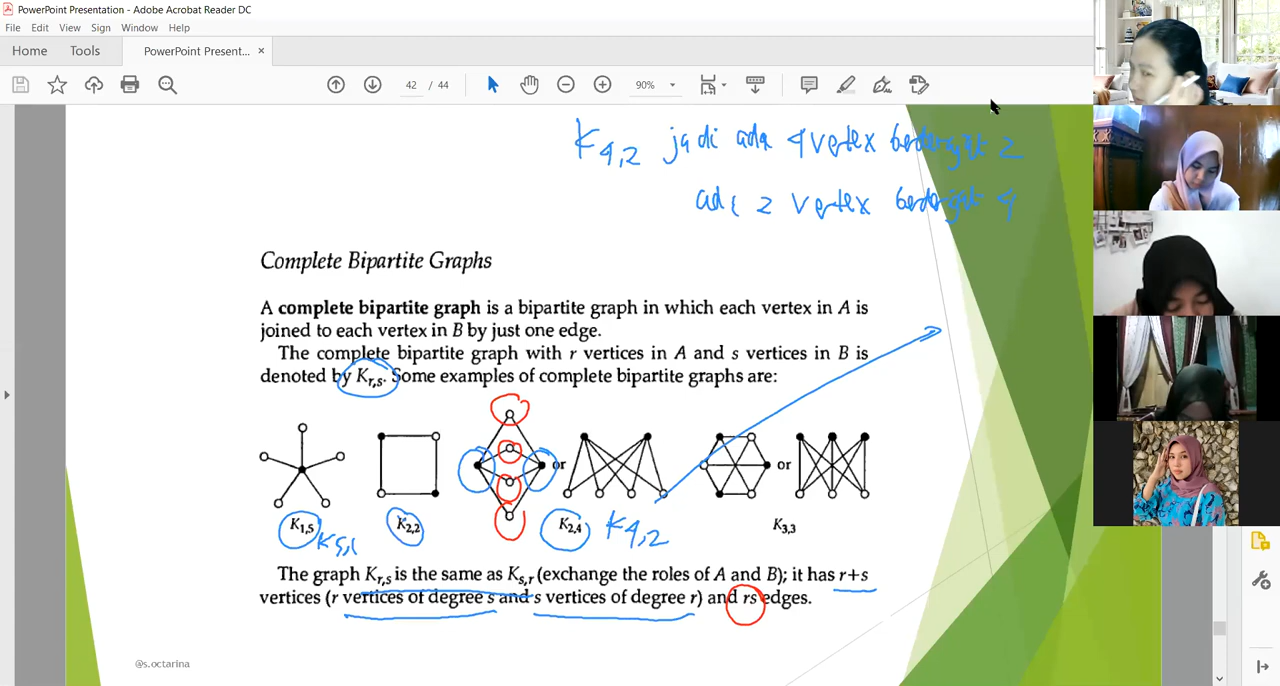 PowerPoint Presentation - Adobe Acrobat Reader DC
File Edit View Sign Window Help
Home Tools PowerPoint Present... ×
42 / 44 90%
K4,2 jadi ada 4 vertex berderajat 2
ada 2 vertex berderajat 4
Complete Bipartite Graphs
A complete bipartite graph is a bipartite graph in which each vertex in A is
joined to each vertex in B by just one edge.
The complete bipartite graph with r vertices in A and s vertices in B is
denoted by Kr,s. Some examples of complete bipartite graphs are:
or or
K1,5 K5,1 K2,2 K2,4 K4,2 K3,3
The graph Kr,s is the same as Ks,r (exchange the roles of A and B); it has r+s
vertices (r vertices of degree s and s vertices of degree r) and rs edges.
@s.octarina